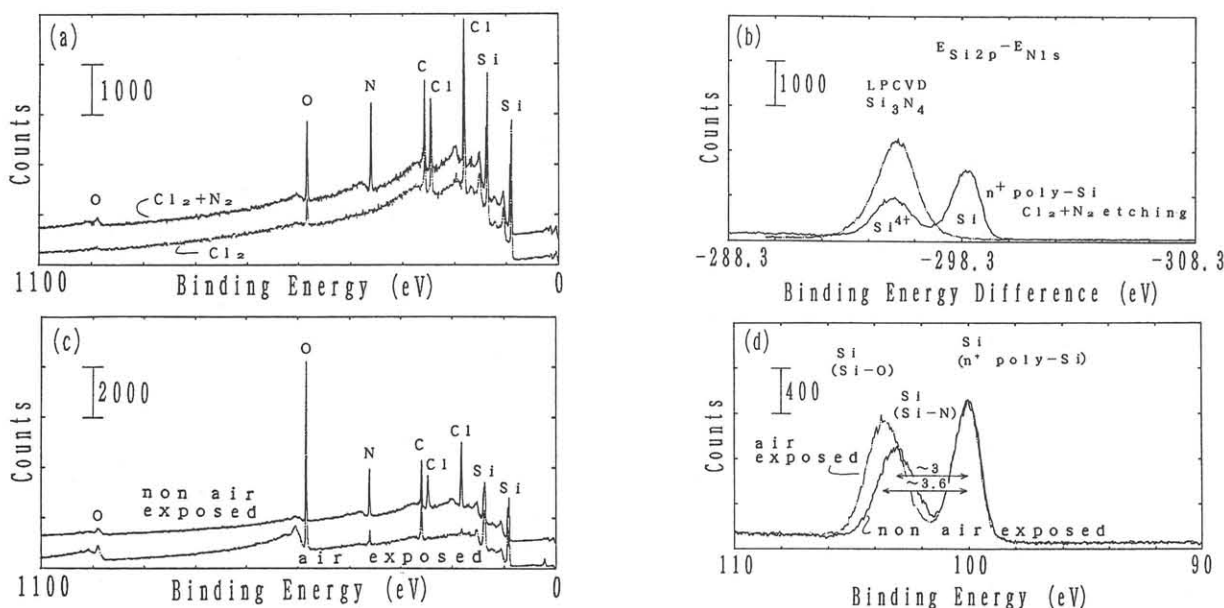 (a)
1000
Cl
C
Cl
Si
N
O
Si
Counts
O
Cl₂+N₂
Cl₂
1100
Binding Energy (eV)
0
(b)
E Si2p - E N1s
1000
LPCVD
Si₃N₄
Counts
n⁺ poly-Si
Cl₂+N₂ etching
Si⁴⁺
Si
-288.3
-298.3
-308.3
Binding Energy Difference (eV)
(c)
O
2000
Cl
C
N
Cl
Si
Si
Counts
non air
exposed
O
air exposed
1100
Binding Energy (eV)
0
(d)
Si
(n⁺ poly-Si)
Si
(Si-O)
400
Si
(Si-N)
Counts
air
exposed
~3
~3.6
non air exposed
110
100
90
Binding Energy (eV)